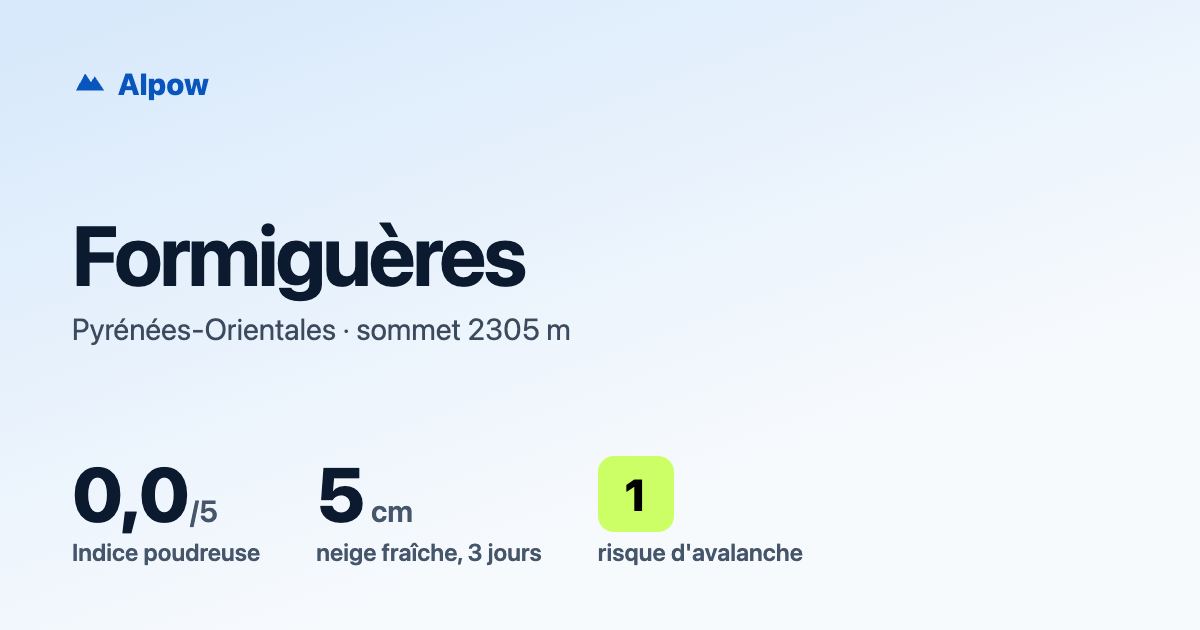 Alpow
Formiguères
Pyrénées-Orientales · sommet 2305 m
0,0/5 5 cm 1
Indice poudreuse neige fraîche, 3 jours risque d'avalanche